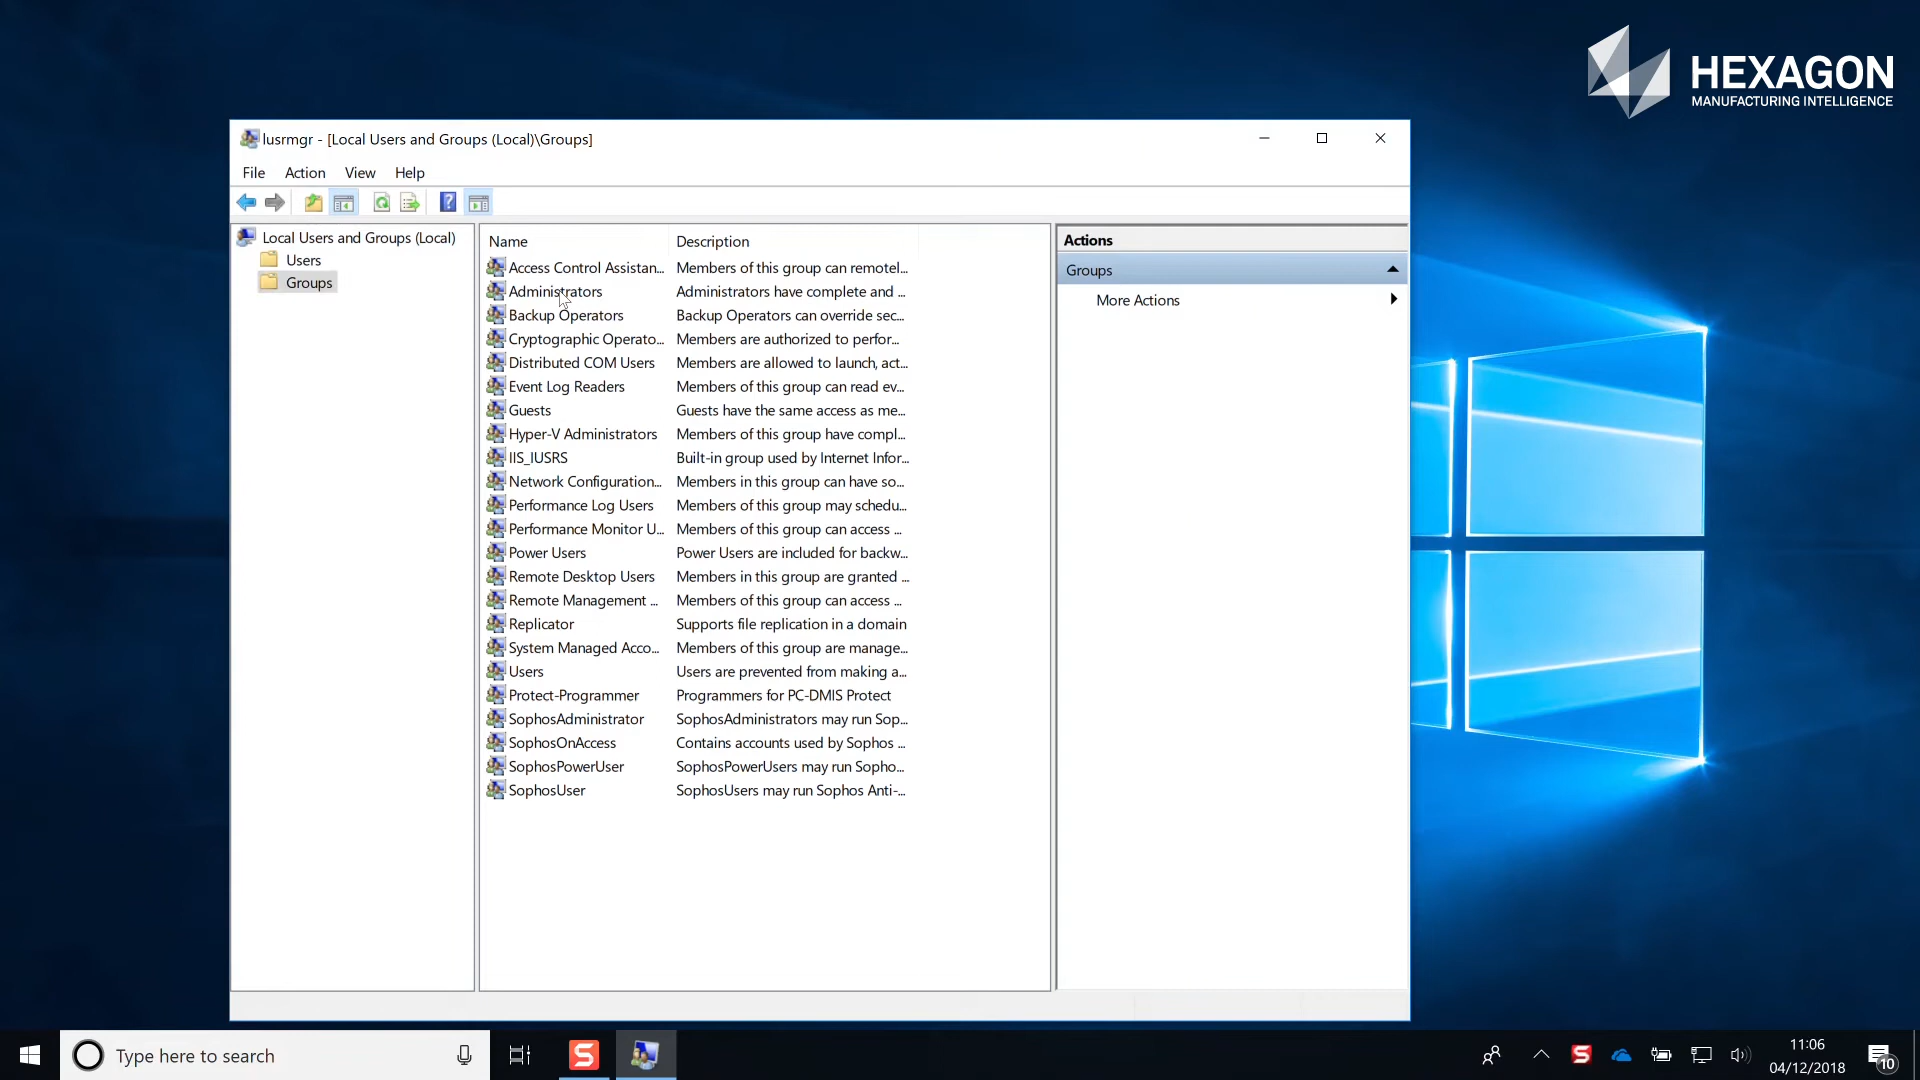 HEXAGON
MANUFACTURING INTELLIGENCE
lusrmgr - [Local Users and Groups (Local)\Groups]
File Action View Help
Local Users and Groups (Local)
Users
Groups
Name Description
Access Control Assistan... Members of this group can remotel...
Administrators Administrators have complete and ...
Backup Operators Backup Operators can override sec...
Cryptographic Operato... Members are authorized to perfor...
Distributed COM Users Members are allowed to launch, act...
Event Log Readers Members of this group can read ev...
Guests Guests have the same access as me...
Hyper-V Administrators Members of this group have compl...
IIS_IUSRS Built-in group used by Internet Infor...
Network Configuration... Members in this group can have so...
Performance Log Users Members of this group may schedu...
Performance Monitor U... Members of this group can access ...
Power Users Power Users are included for backw...
Remote Desktop Users Members in this group are granted ...
Remote Management ... Members of this group can access ...
Replicator Supports file replication in a domain
System Managed Acco... Members of this group are manage...
Users Users are prevented from making a...
Protect-Programmer Programmers for PC-DMIS Protect
SophosAdministrator SophosAdministrators may run Sop...
SophosOnAccess Contains accounts used by Sophos ...
SophosPowerUser SophosPowerUsers may run Sopho...
SophosUser SophosUsers may run Sophos Anti-...
Actions
Groups
More Actions
Type here to search
11:06
04/12/2018
10